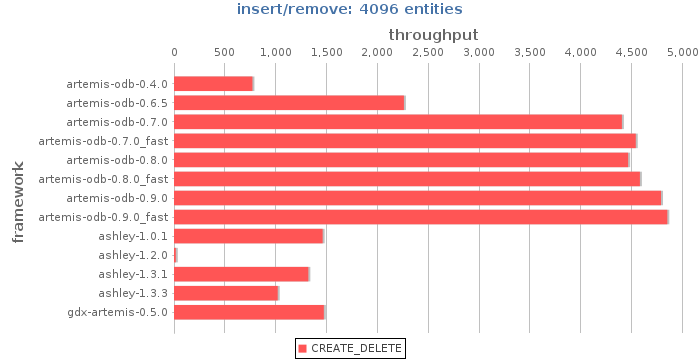 insert/remove: 4096 entities
throughput
0 500 1,000 1,500 2,000 2,500 3,000 3,500 4,000 4,500 5,000
framework
artemis-odb-0.4.0
artemis-odb-0.6.5
artemis-odb-0.7.0
artemis-odb-0.7.0_fast
artemis-odb-0.8.0
artemis-odb-0.8.0_fast
artemis-odb-0.9.0
artemis-odb-0.9.0_fast
ashley-1.0.1
ashley-1.2.0
ashley-1.3.1
ashley-1.3.3
gdx-artemis-0.5.0
CREATE_DELETE